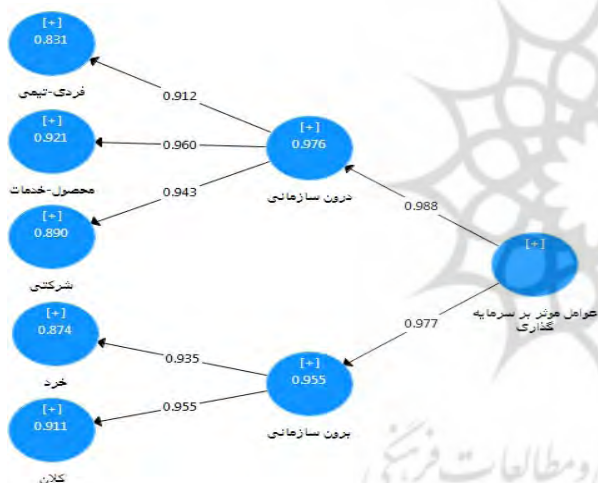 [+]
0.831
فردی-تیمی
0.912
[+]
0.921
محصول-خدمات
0.960
[+]
0.976
درون سازمانی
0.943
[+]
0.890
شرکتی
0.988
[+]
عوامل موثر بر سرمایه
گذاری
0.977
[+]
0.874
خرد
0.935
[+]
0.955
برون سازمانی
0.955
[+]
0.911
کلان
و مطالعات فرهنگی